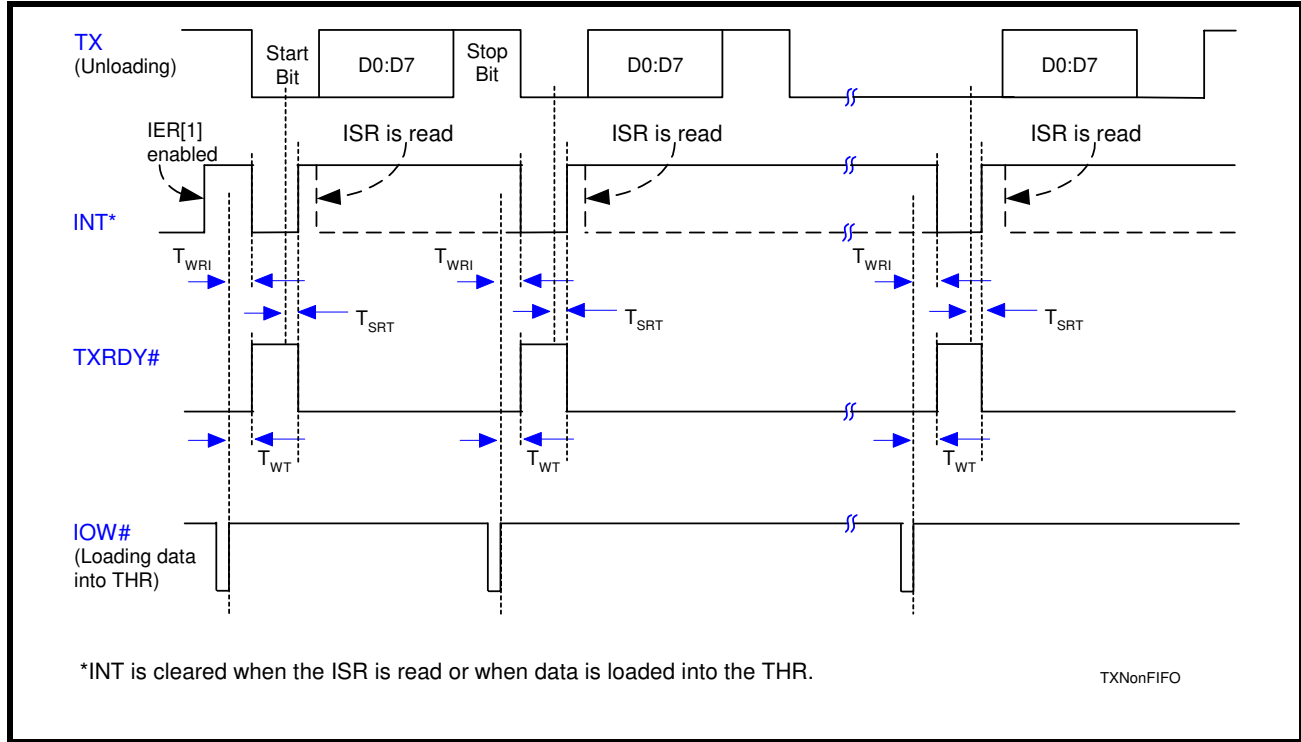 TX
(Unloading)
Start
Bit
D0:D7
Stop
Bit
D0:D7
D0:D7
IER[1]
enabled
ISR is read
ISR is read
ISR is read
INT*
TWRI
TWRI
TWRI
TSRT
TSRT
TSRT
TXRDY#
TWT
TWT
TWT
IOW#
(Loading data
into THR)
*INT is cleared when the ISR is read or when data is loaded into the THR.
TXNonFIFO